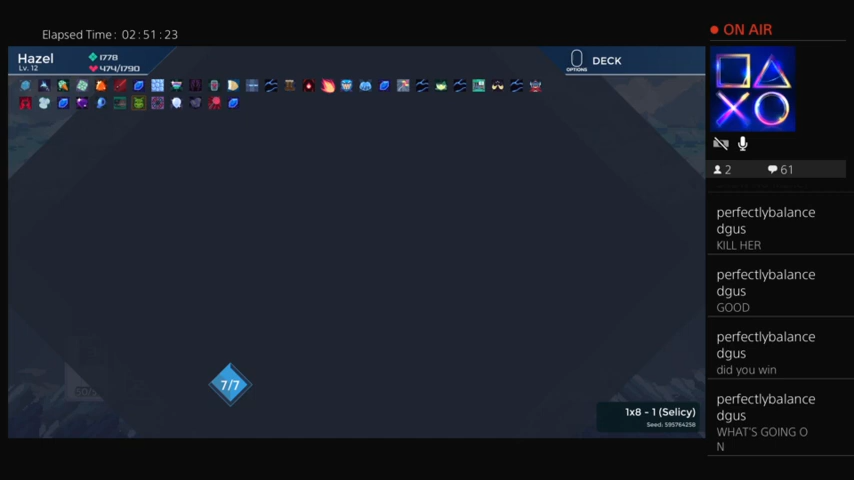 Elapsed Time: 02:51:23
ON AIR
Hazel
Lv. 12
1778
474/1790
OPTIONS
DECK
2
61
perfectlybalance
dgus
KILL HER
perfectlybalance
dgus
GOOD
perfectlybalance
dgus
did you win
perfectlybalance
dgus
WHAT'S GOING O
N
7/7
1x8 - 1 (Selicy)
Seed: 595764258